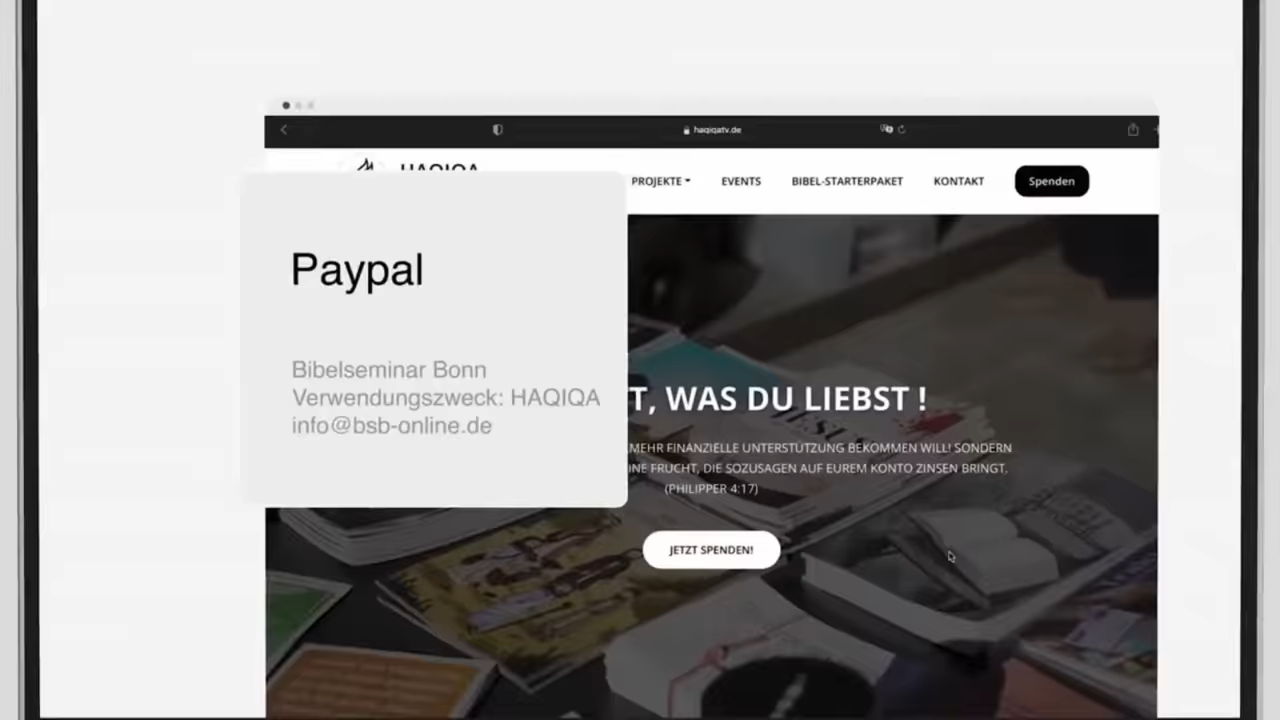 haqiqatv.de
HAQIQA
PROJEKTE EVENTS BIBEL-STARTERPAKET KONTAKT Spenden
Paypal
Bibelseminar Bonn
Verwendungszweck: HAQIQA
info@bsb-online.de
T, WAS DU LIEBST !
MEHR FINANZIELLE UNTERSTÜTZUNG BEKOMMEN WILL! SONDERN
INE FRUCHT, DIE SOZUSAGEN AUF EUREM KONTO ZINSEN BRINGT.
(PHILIPPER 4:17)
JETZT SPENDEN!